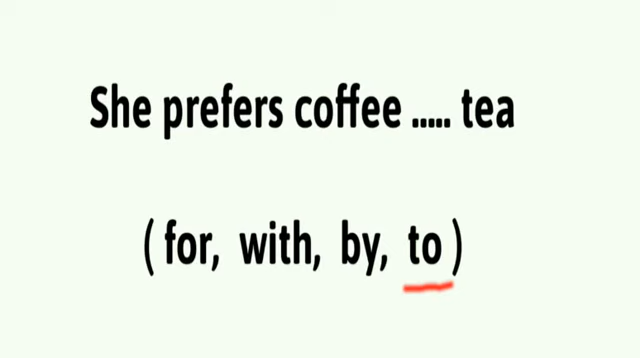 She prefers coffee ..... tea
( for, with, by, to )